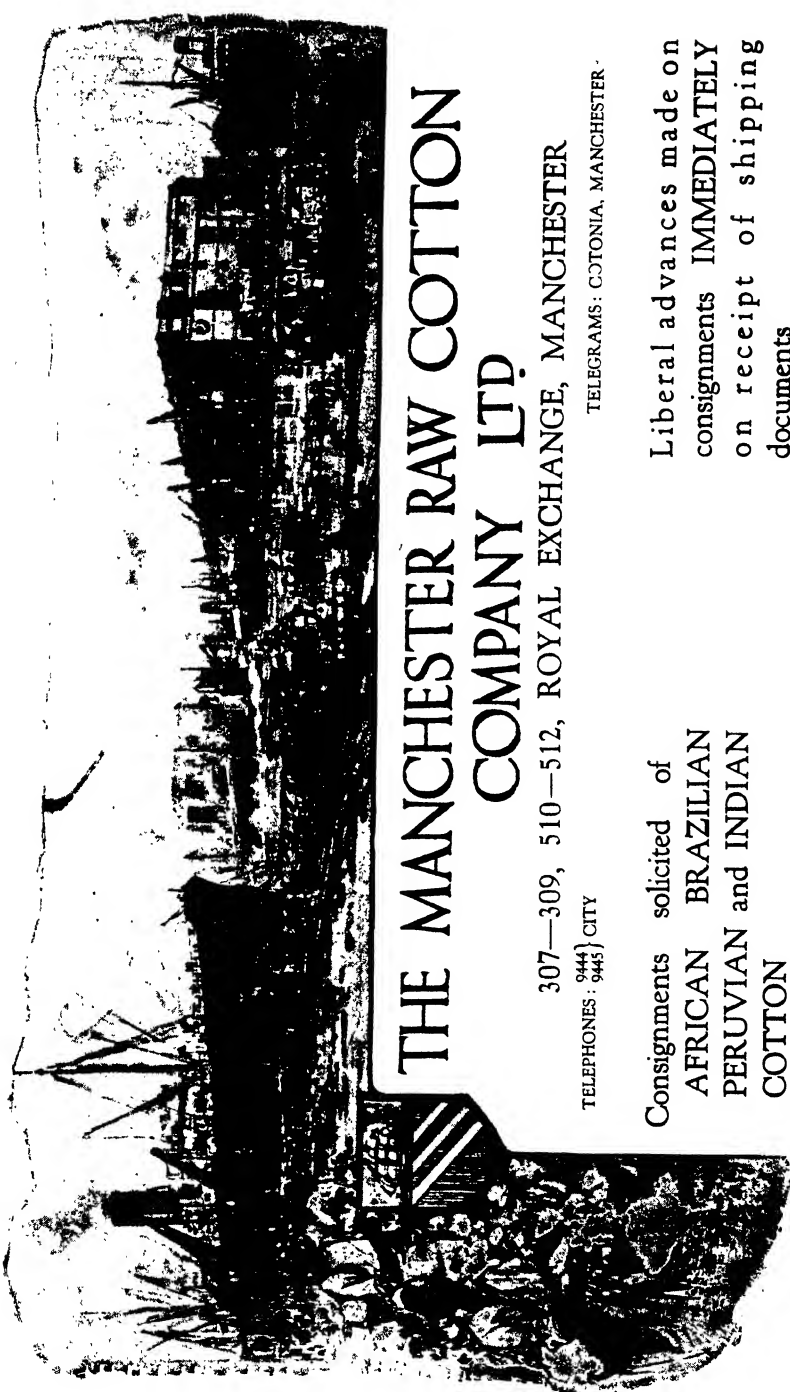 THE MANCHESTER RAW COTTON
COMPANY LTD.
307—309, 510—512, ROYAL EXCHANGE, MANCHESTER
TELEPHONES: 9444 } CITY
9445
TELEGRAMS: COTONIA, MANCHESTER
Consignments solicited of
AFRICAN BRAZILIAN
PERUVIAN and INDIAN
COTTON
Liberal advances made on
consignments IMMEDIATELY
on receipt of shipping
documents